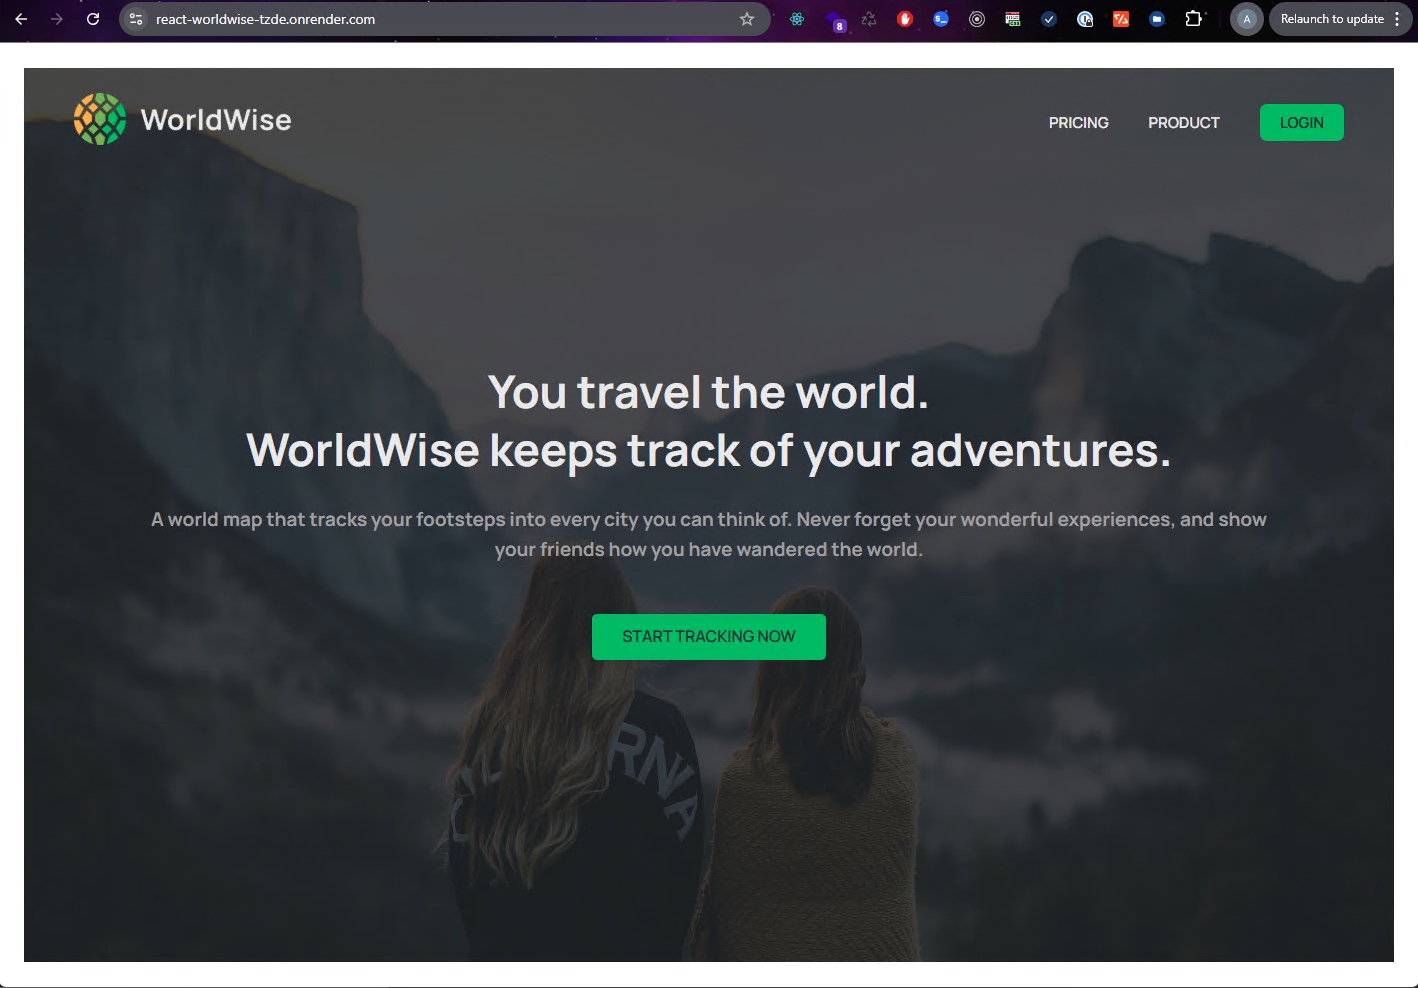 react-worldwise-tzde.onrender.com
8
A
Relaunch to update
WorldWise
PRICING
PRODUCT
LOGIN
You travel the world.
WorldWise keeps track of your adventures.
A world map that tracks your footsteps into every city you can think of. Never forget your wonderful experiences, and show
your friends how you have wandered the world.
START TRACKING NOW